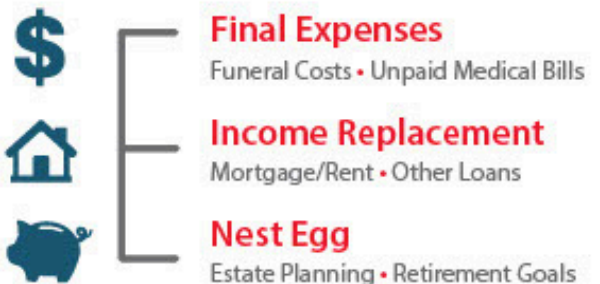 $
Final Expenses
Funeral Costs • Unpaid Medical Bills
Income Replacement
Mortgage/Rent • Other Loans
Nest Egg
Estate Planning • Retirement Goals